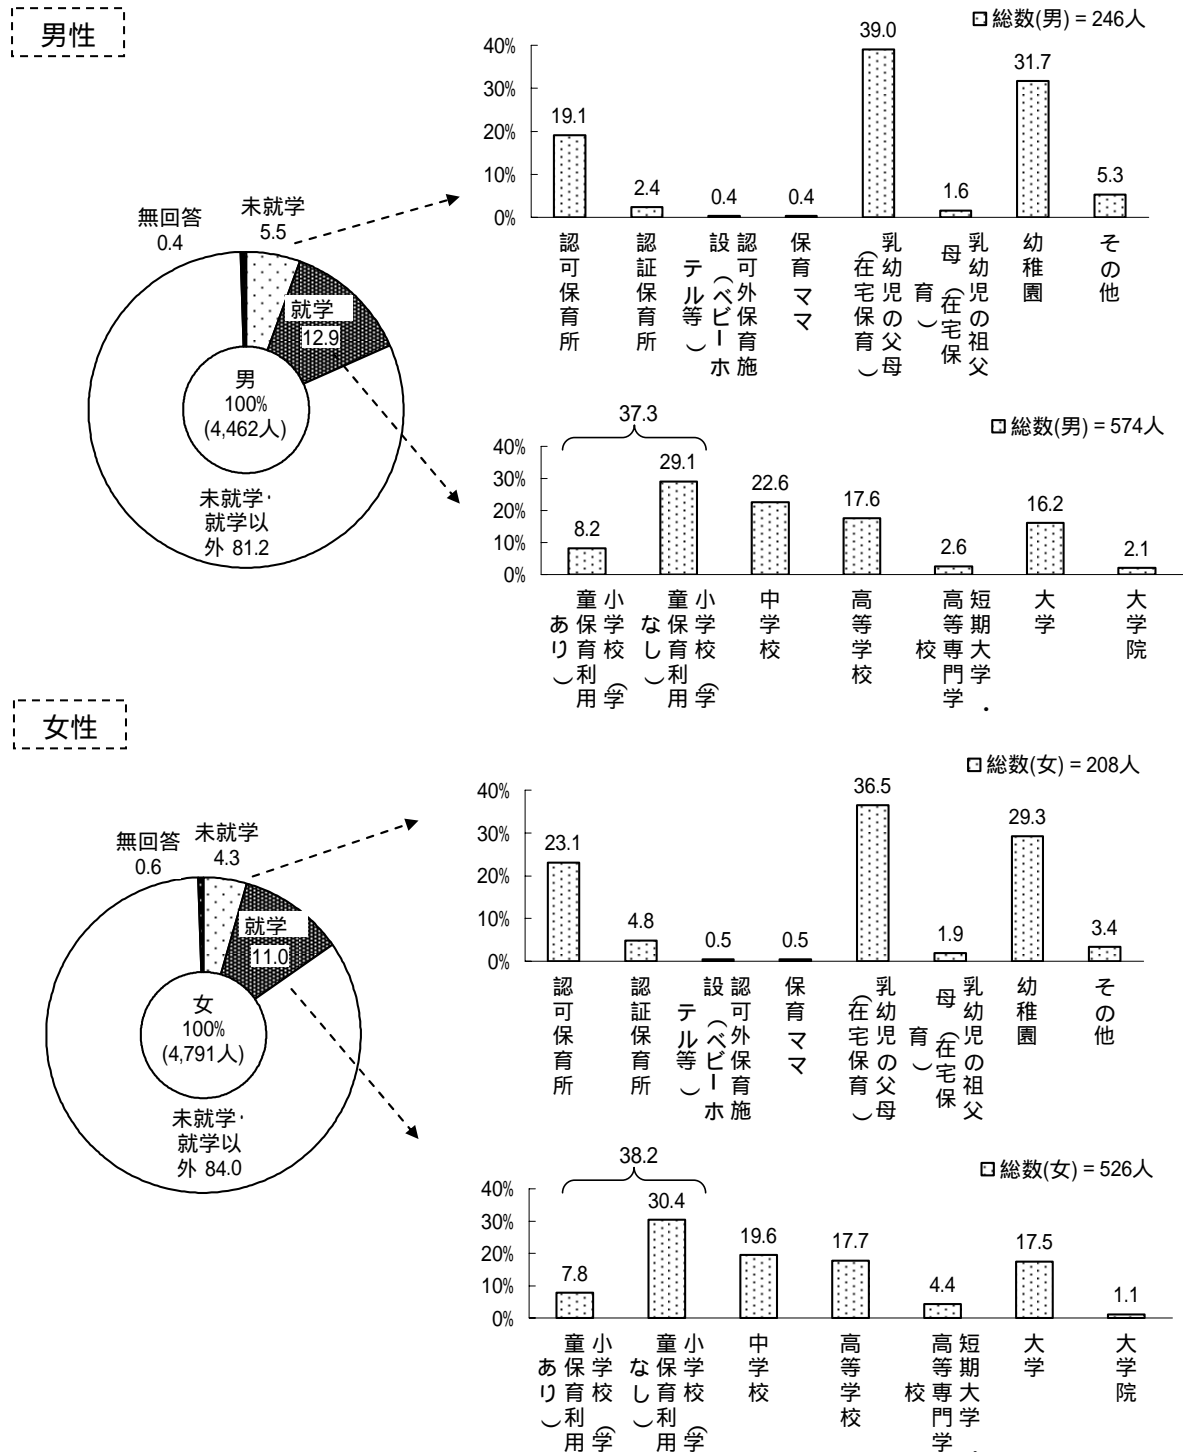 男性
総数(男) = 246人
40%
30%
20%
10%
0%
19.1
2.4
0.4
0.4
39.0
1.6
31.7
5.3
認可保育所
認証保育所
認可外保育施
設（ベビーホ
テル等）
保育ママ
乳幼児の父母
（在宅保育）
乳幼児の祖父
母（在宅保
育）
幼稚園
その他
無回答
0.4
未就学
5.5
就学
12.9
男
100%
(4,462人)
未就学・
就学以
外 81.2
総数(男) = 574人
37.3
40%
30%
20%
10%
0%
8.2
29.1
22.6
17.6
2.6
16.2
2.1
小学校（学
童保育利用
あり）
小学校（学
童保育利用
なし）
中学校
高等学校
短期大学・
高等専門学
校
大学
大学院
女性
総数(女) = 208人
40%
30%
20%
10%
0%
23.1
4.8
0.5
0.5
36.5
1.9
29.3
3.4
認可保育所
認証保育所
認可外保育施
設（ベビーホ
テル等）
保育ママ
乳幼児の父母
（在宅保育）
乳幼児の祖父
母（在宅保
育）
幼稚園
その他
無回答
0.6
未就学
4.3
就学
11.0
女
100%
(4,791人)
未就学・
就学以
外 84.0
総数(女) = 526人
38.2
40%
30%
20%
10%
0%
7.8
30.4
19.6
17.7
4.4
17.5
1.1
小学校（学
童保育利用
あり）
小学校（学
童保育利用
なし）
中学校
高等学校
短期大学・
高等専門学
校
大学
大学院